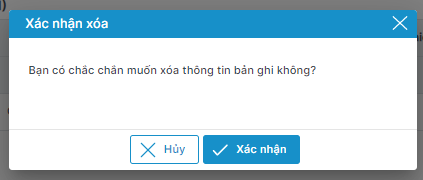 Xác nhận xóa
Bạn có chắc chắn muốn xóa thông tin bản ghi không?
Hủy
Xác nhận